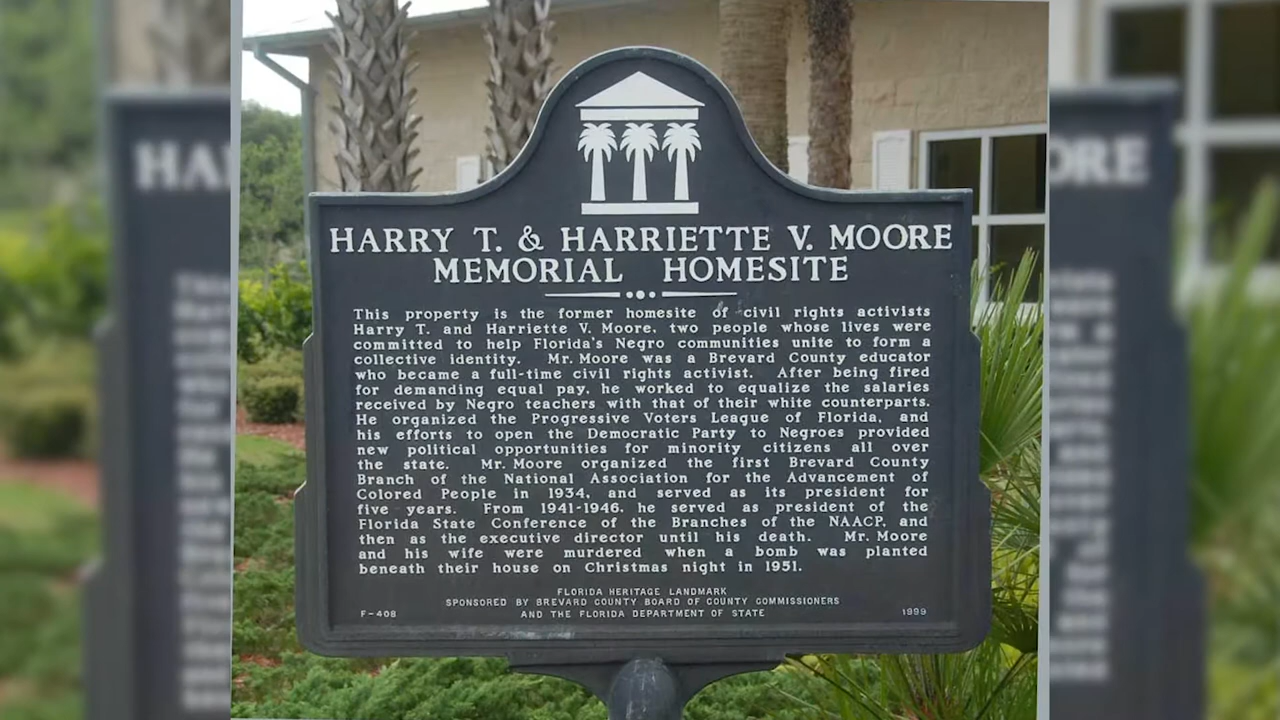 HARRY T. & HARRIETTE V. MOORE
MEMORIAL HOMESITE
This property is the former homesite of civil rights activists
Harry T. and Harriette V. Moore, two people whose lives were
committed to help Florida's Negro communities unite to form a
collective identity. Mr. Moore was a Brevard County educator
who became a full-time civil rights activist. After being fired
for demanding equal pay, he worked to equalize the salaries
received by Negro teachers with that of their white counterparts.
He organized the Progressive Voters League of Florida, and
his efforts to open the Democratic Party to Negroes provided
new political opportunities for minority citizens all over
the state. Mr. Moore organized the first Brevard County
Branch of the National Association for the Advancement of
Colored People in 1934, and served as its president for
five years. From 1941-1946, he served as president of the
Florida State Conference of the Branches of the NAACP, and
then as the executive director until his death. Mr. Moore
and his wife were murdered when a bomb was planted
beneath their house on Christmas night in 1951.
FLORIDA HERITAGE LANDMARK
SPONSORED BY BREVARD COUNTY BOARD OF COUNTY COMMISSIONERS
F-408 AND THE FLORIDA DEPARTMENT OF STATE 1999
HAR
ORE